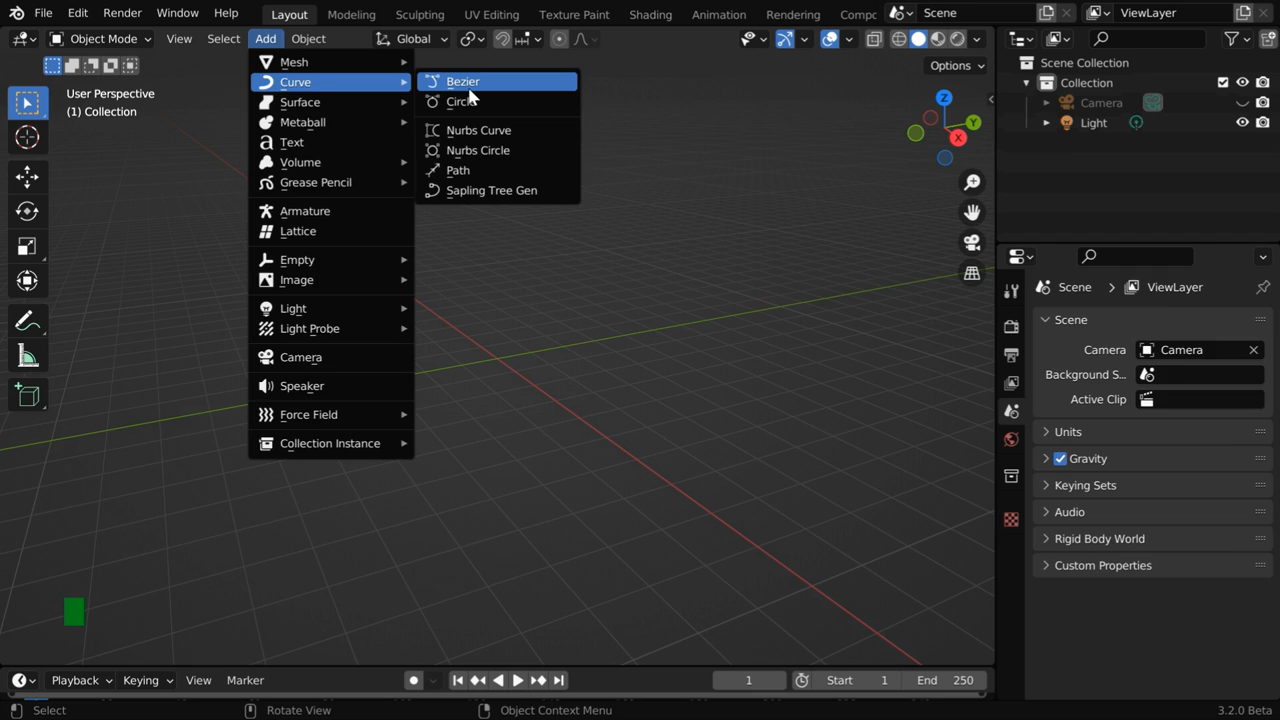 File Edit Render Window Help Layout Modeling Sculpting UV Editing Texture Paint Shading Animation Rendering Compc Scene ViewLayer
Object Mode View Select Add Object Global
Options
User Perspective
(1) Collection
Mesh
Curve
Surface
Metaball
Text
Volume
Grease Pencil
Armature
Lattice
Empty
Image
Light
Light Probe
Camera
Speaker
Force Field
Collection Instance
Bezier
Circle
Nurbs Curve
Nurbs Circle
Path
Sapling Tree Gen
Z
Y
X
Scene Collection
Collection
Camera
Light
Scene > ViewLayer
Scene
Camera Camera
Background S...
Active Clip
Units
Gravity
Keying Sets
Audio
Rigid Body World
Custom Properties
Playback Keying View Marker 1 Start 1 End 250
Select Rotate View Object Context Menu 3.2.0 Beta